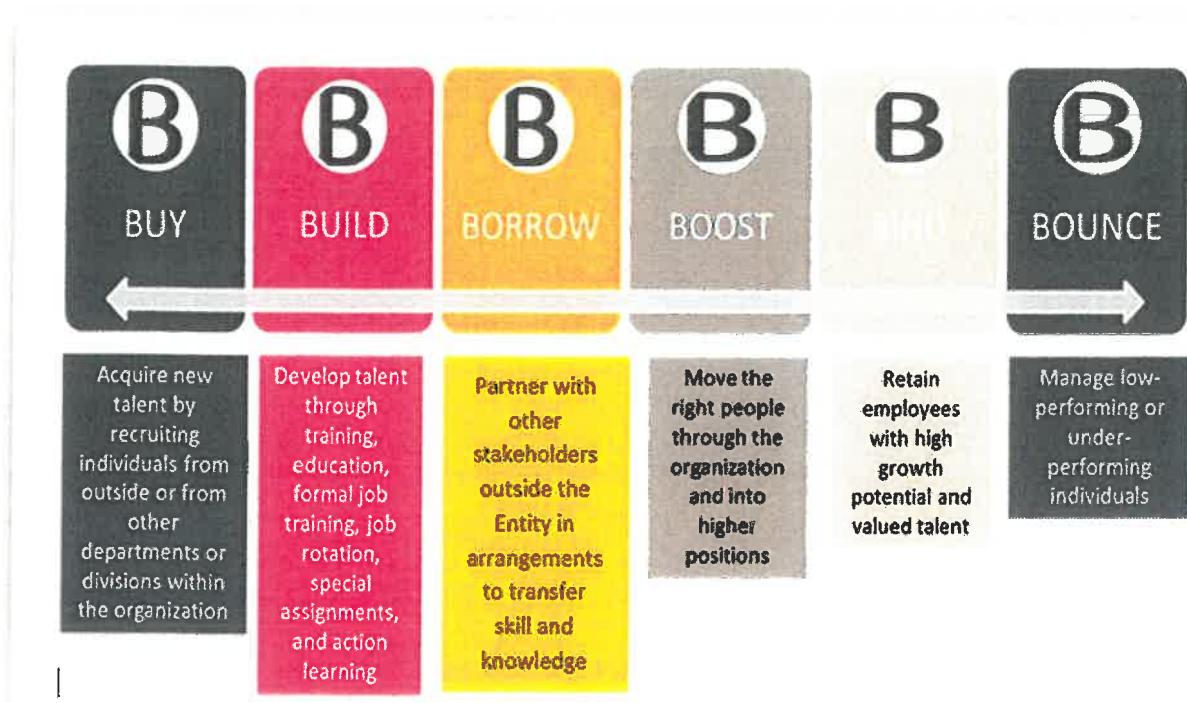 B
BUY
B
BUILD
B
BORROW
B
BOOST
B
BIND
B
BOUNCE
Acquire new
talent by
recruiting
individuals from
outside or from
other
departments or
divisions within
the organization
Develop talent
through
training,
education,
formal job
training, job
rotation,
special
assignments,
and action
learning
Partner with
other
stakeholders
outside the
Entity in
arrangements
to transfer
skill and
knowledge
Move the
right people
through the
organization
and into
higher
positions
Retain
employees
with high
growth
potential and
valued talent
Manage low-
performing or
under-
performing
individuals